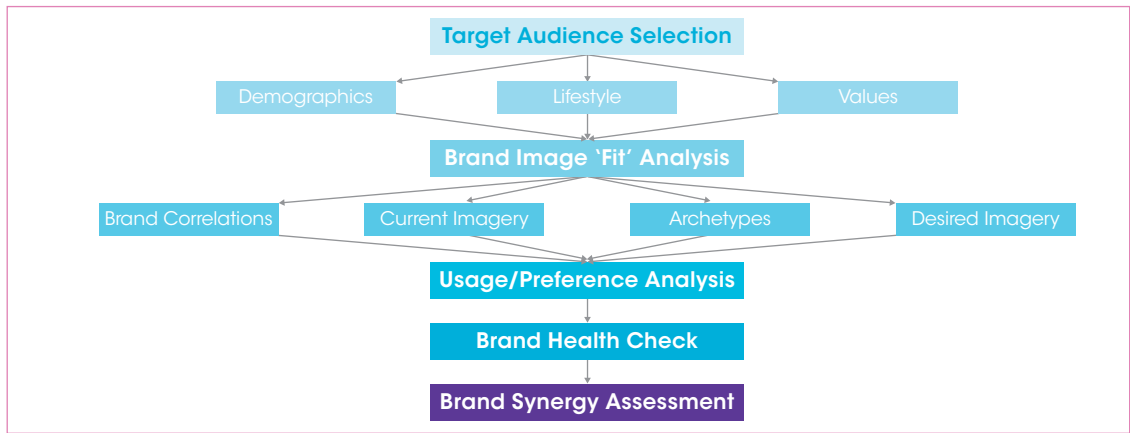 Target Audience Selection
Demographics
Lifestyle
Values
Brand Image ‘Fit’ Analysis
Brand Correlations
Current Imagery
Archetypes
Desired Imagery
Usage/Preference Analysis
Brand Health Check
Brand Synergy Assessment